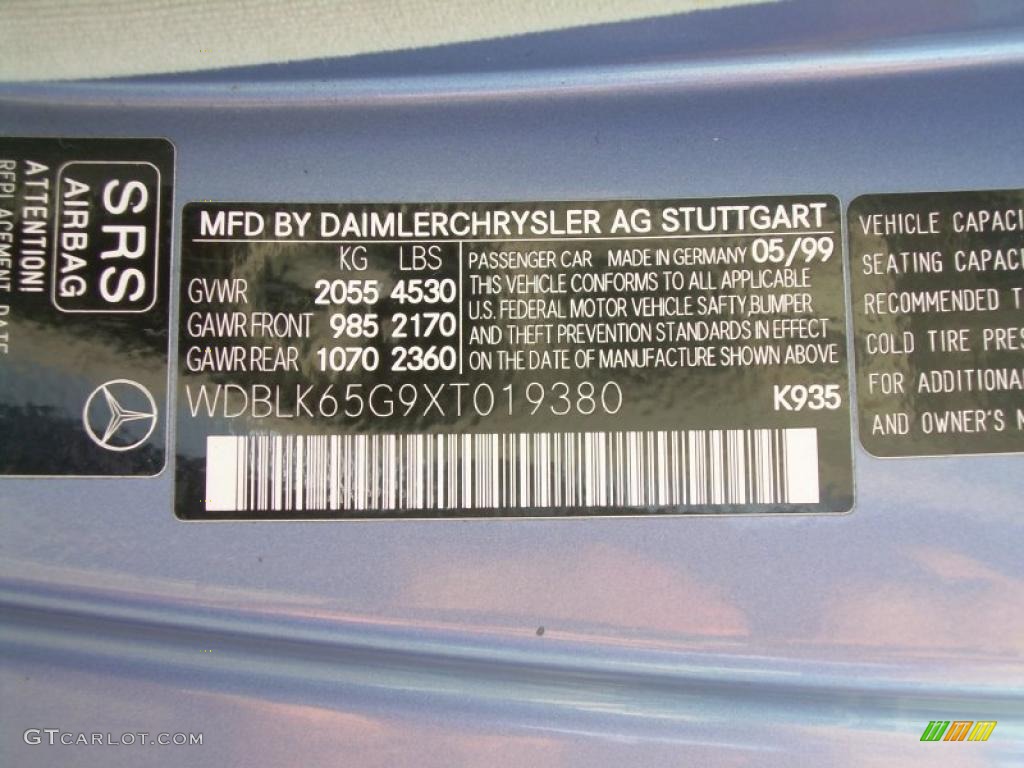 SRS
AIRBAG
ATTENTION!
REPLACEMENT DATE
MFD BY DAIMLERCHRYSLER AG STUTTGART
KG LBS
GVWR 2055 4530
GAWR FRONT 985 2170
GAWR REAR 1070 2360
PASSENGER CAR MADE IN GERMANY 05/99
THIS VEHICLE CONFORMS TO ALL APPLICABLE
U.S. FEDERAL MOTOR VEHICLE SAFTY,BUMPER
AND THEFT PREVENTION STANDARDS IN EFFECT
ON THE DATE OF MANUFACTURE SHOWN ABOVE
WDBLK65G9XT019380 K935
VEHICLE CAPACI
SEATING CAPAC
RECOMMENDED T
COLD TIRE PRES
FOR ADDITIONA
AND OWNER'S M
GTCARLOT.COM